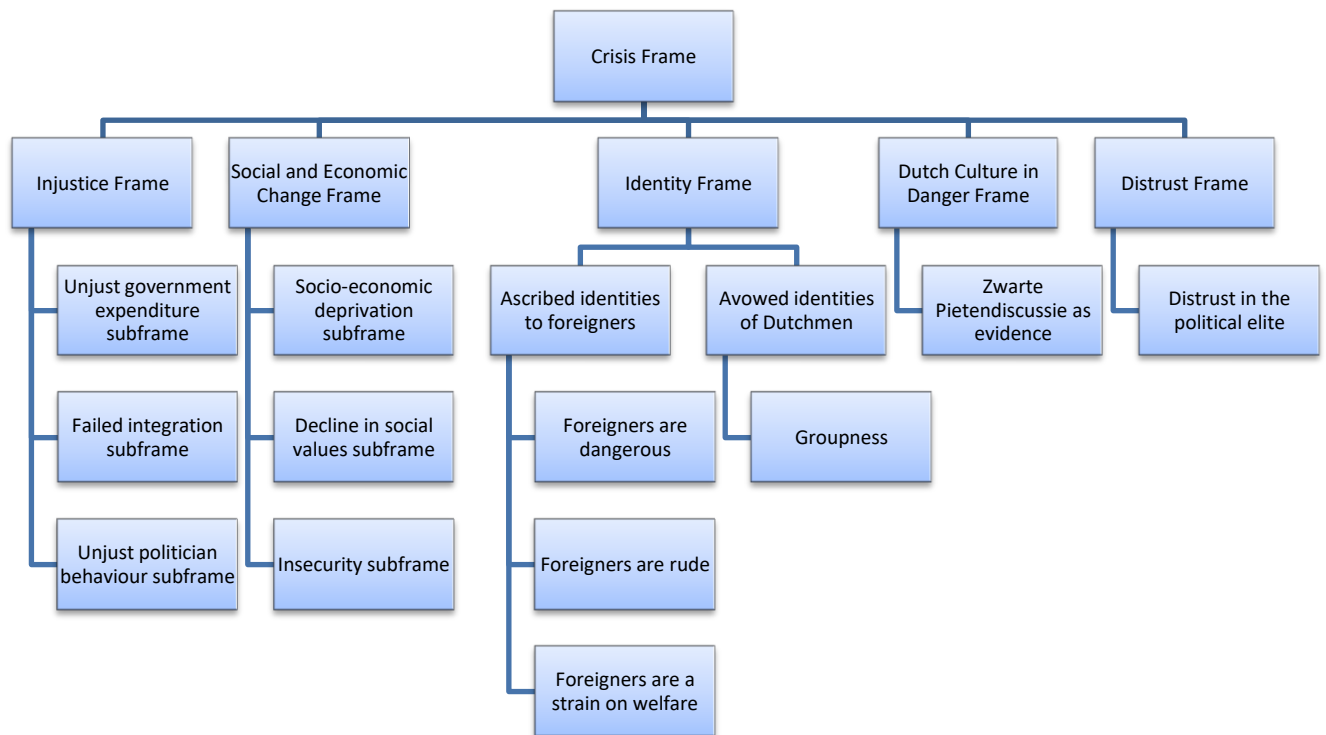 Crisis Frame
Injustice Frame
Social and Economic
Change Frame
Identity Frame
Dutch Culture in
Danger Frame
Distrust Frame
Unjust government
expenditure
subframe
Socio-economic
deprivation
subframe
Ascribed identities
to foreigners
Avowed identities
of Dutchmen
Zwarte
Pietendiscussie as
evidence
Distrust in the
political elite
Failed integration
subframe
Decline in social
values subframe
Foreigners are
dangerous
Groupness
Unjust politician
behaviour subframe
Insecurity subframe
Foreigners are rude
Foreigners are a
strain on welfare